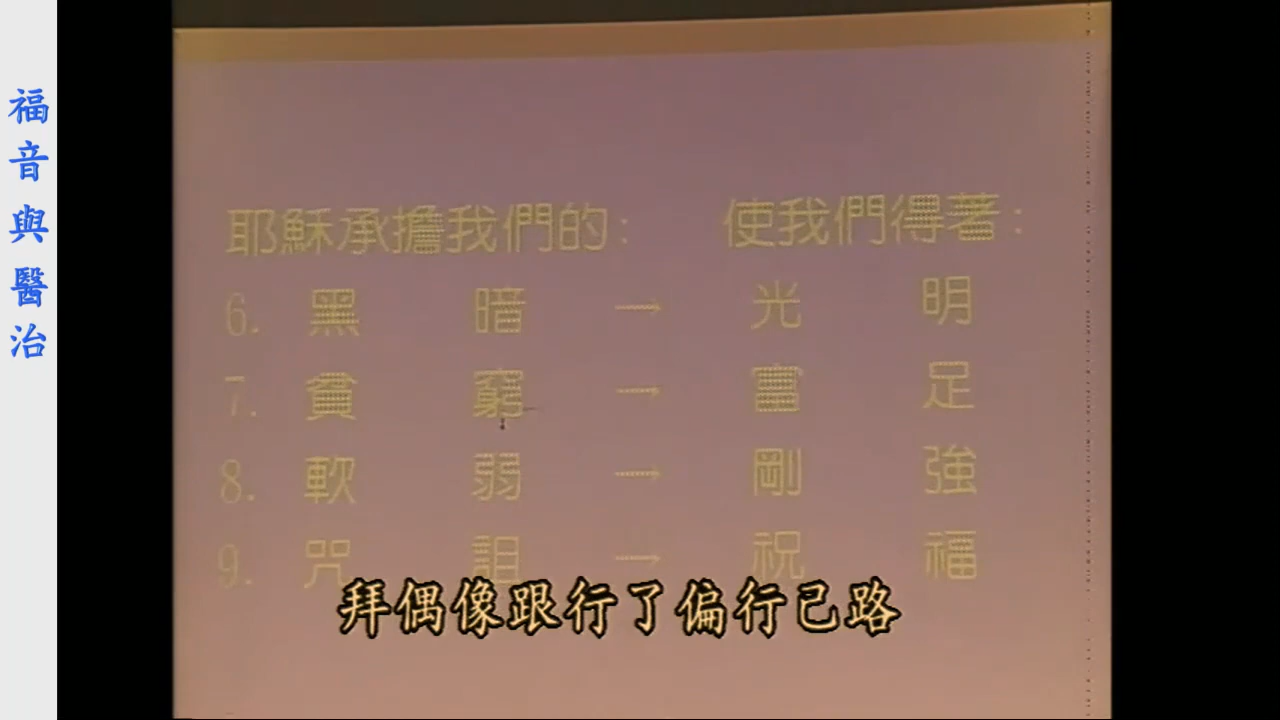 福音與醫治
耶穌承擔我們的： 使我們得著：
6. 黑 暗 → 光 明
7. 貧 窮 → 富 足
8. 軟 弱 → 剛 強
9. 咒 詛 → 祝 福
拜偶像跟行了偏行己路